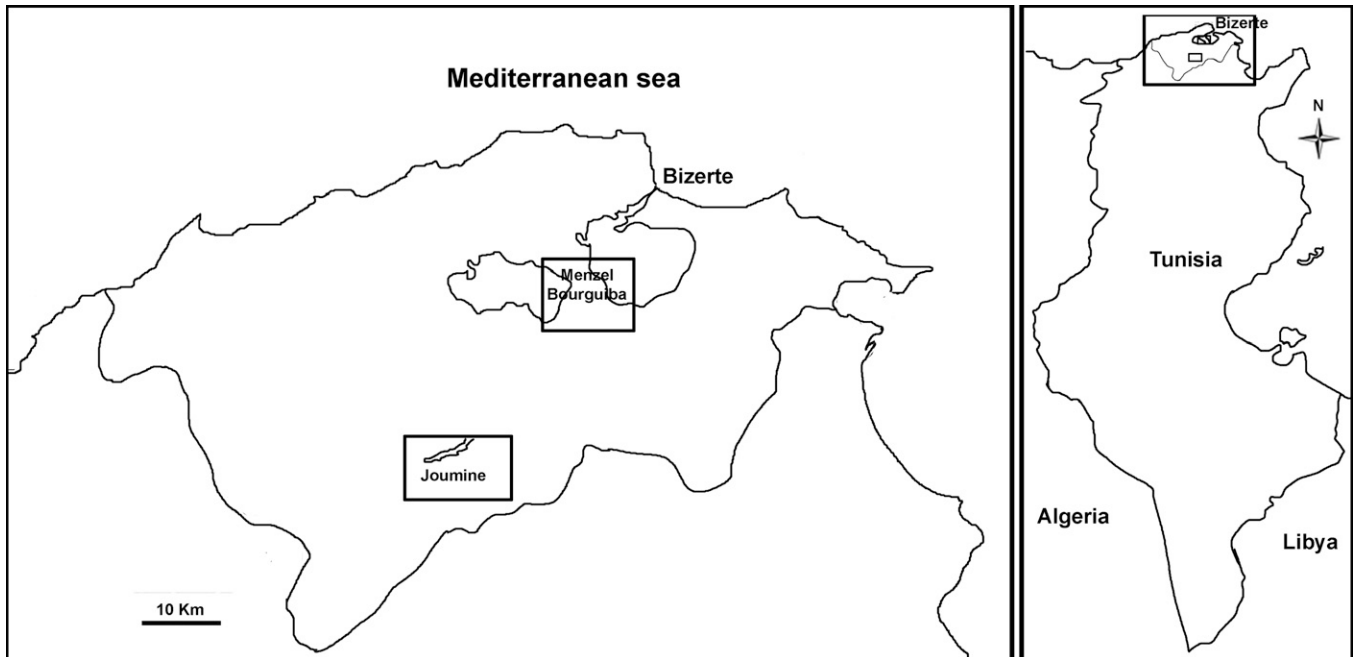 Mediterranean sea
Bizerte
Menzel
Bourguiba
Joumine
10 Km
Bizerte
N
Tunisia
Algeria
Libya